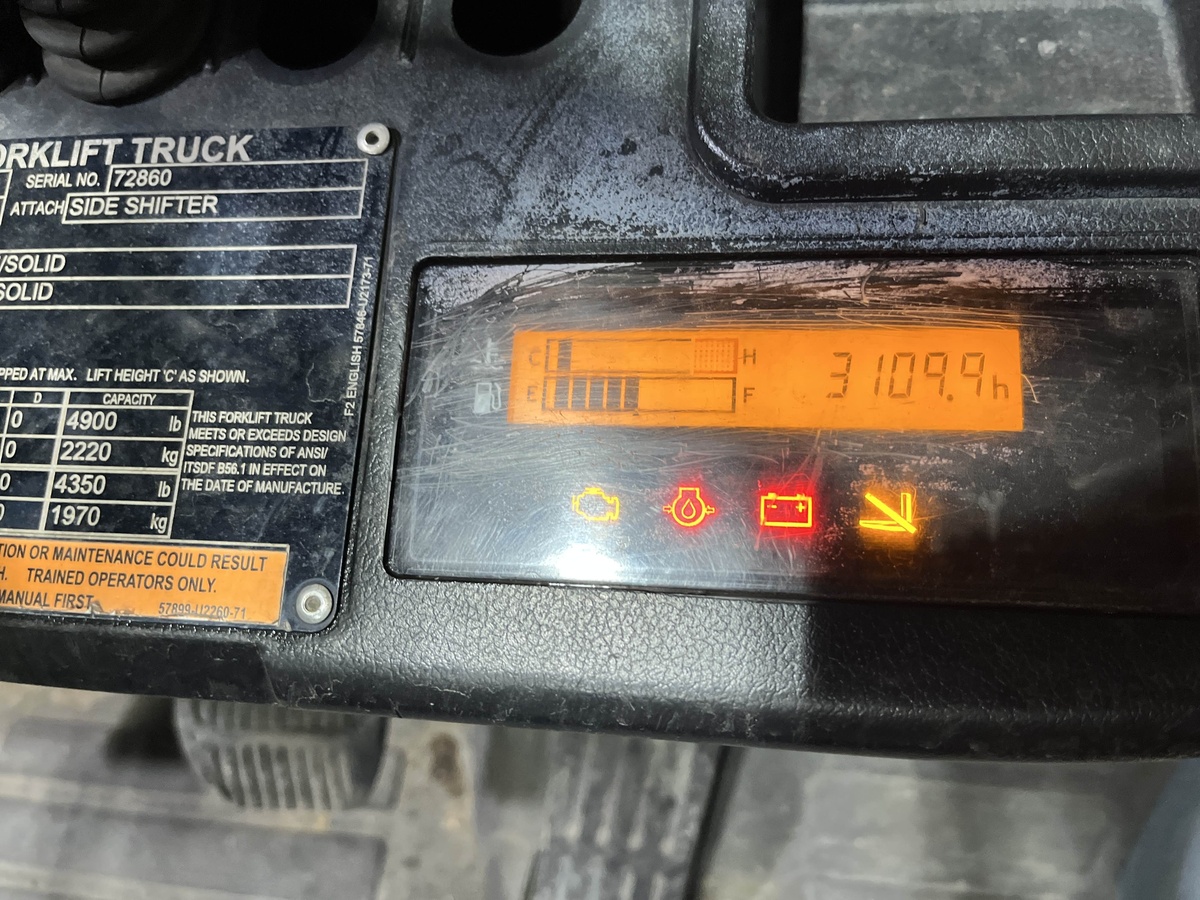 ORKLIFT TRUCK
SERIAL NO. 72860
ATTACH SIDE SHIFTER
/SOLID
SOLID
F2 ENGLISH 57846-U2173-71
PPED AT MAX. LIFT HEIGHT 'C' AS SHOWN.
D CAPACITY
0 4900 lb
0 2220 kg
0 4350 lb
0 1970 kg
THIS FORKLIFT TRUCK
MEETS OR EXCEEDS DESIGN
SPECIFICATIONS OF ANSI/
ITSDF B56.1 IN EFFECT ON
THE DATE OF MANUFACTURE.
TION OR MAINTENANCE COULD RESULT
H. TRAINED OPERATORS ONLY.
MANUAL FIRST.
57899-U2260-71
C H
E F
3109.9h